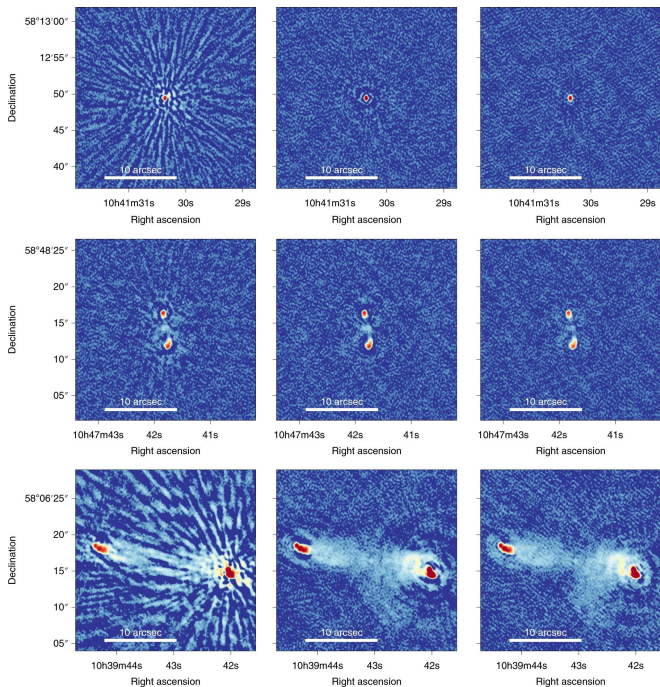 58°13′00″
12′55″
50″
45″
40″
Declination
10 arcsec
10 arcsec
10 arcsec
10h41m31s 30s 29s
10h41m31s 30s 29s
10h41m31s 30s 29s
Right ascension
Right ascension
Right ascension
58°48′25″
20″
15″
10″
05″
Declination
10 arcsec
10 arcsec
10 arcsec
10h47m43s 42s 41s
10h47m43s 42s 41s
10h47m43s 42s 41s
Right ascension
Right ascension
Right ascension
58°06′25″
20″
15″
10″
05″
Declination
10 arcsec
10 arcsec
10 arcsec
10h39m44s 43s 42s
10h39m44s 43s 42s
10h39m44s 43s 42s
Right ascension
Right ascension
Right ascension